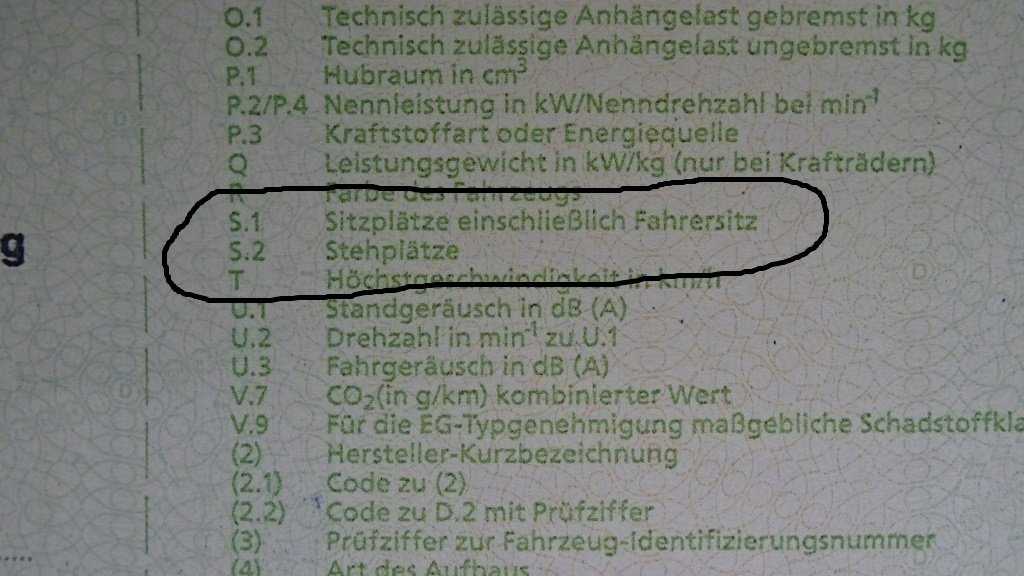 O.1 Technisch zulässige Anhängelast gebremst in kg
O.2 Technisch zulässige Anhängelast ungebremst in kg
P.1 Hubraum in cm³
P.2/P.4 Nennleistung in kW/Nenndrehzahl bei min⁻¹
P.3 Kraftstoffart oder Energiequelle
Q Leistungsgewicht in kW/kg (nur bei Krafträdern)
R Farbe des Fahrzeugs
S.1 Sitzplätze einschließlich Fahrersitz
g
S.2 Stehplätze
T Höchstgeschwindigkeit in km/h
U.1 Standgeräusch in dB (A)
U.2 Drehzahl in min⁻¹ zu U.1
U.3 Fahrgeräusch in dB (A)
V.7 CO₂(in g/km) kombinierter Wert
V.9 Für die EG-Typgenehmigung maßgebliche Schadstoffkla
(2) Hersteller-Kurzbezeichnung
(2.1) Code zu (2)
(2.2) Code zu D.2 mit Prüfziffer
(3) Prüfziffer zur Fahrzeug-Identifizierungsnummer
(4) Art des Aufbaus